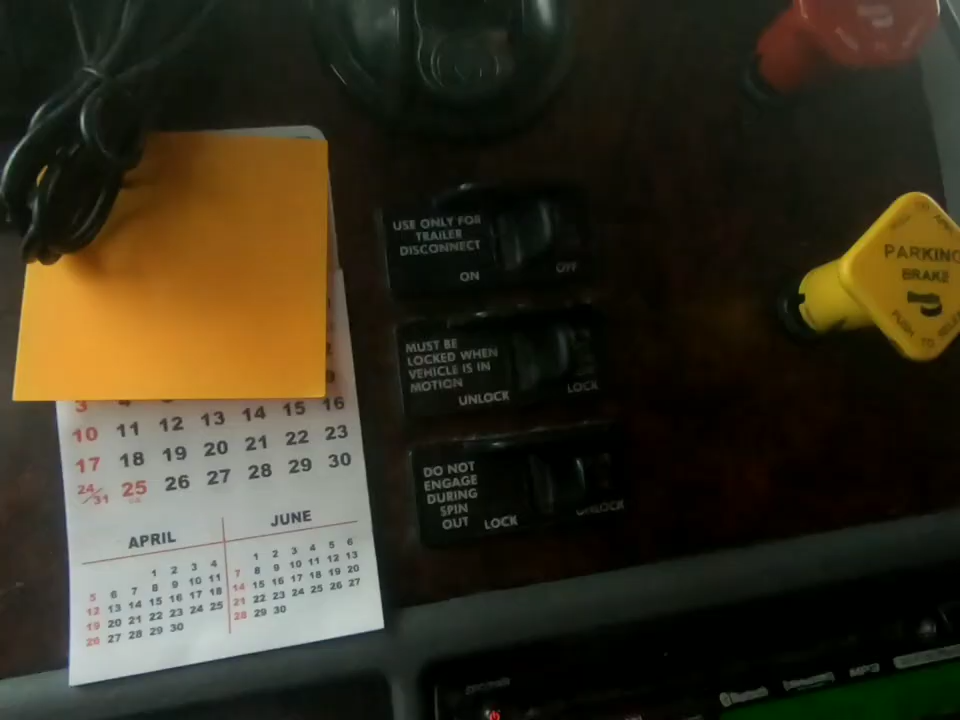 USE ONLY FOR
TRAILER
DISCONNECT
ON OFF
MUST BE
LOCKED WHEN
VEHICLE IS IN
MOTION
UNLOCK LOCK
DO NOT
ENGAGE
DURING
SPIN
OUT LOCK UNLOCK
PARKING
BRAKE
PUSH TO
3 4
10 11 12 13 14 15 16
17 18 19 20 21 22 23
24/31 25 26 27 28 29 30
APRIL
1 2 3 4
5 6 7 8 9 10 11
12 13 14 15 16 17 18
19 20 21 22 23 24 25
26 27 28 29 30
JUNE
1 2 3 4 5 6
7 8 9 10 11 12 13
14 15 16 17 18 19 20
21 22 23 24 25 26 27
28 29 30
Bluetooth
MP3